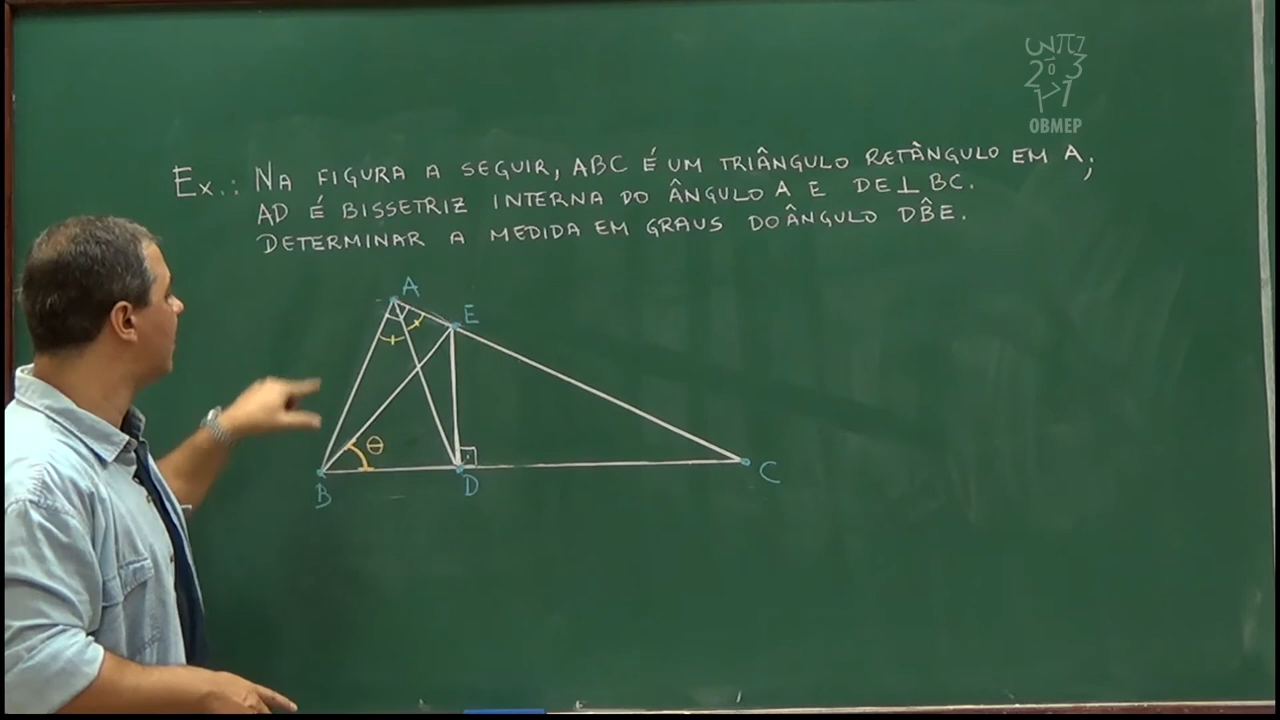 Ex.: NA FIGURA A SEGUIR, ABC É UM TRIÂNGULO RETÂNGULO EM A;
AD É BISSETRIZ INTERNA DO ÂNGULO A E DE⊥BC.
DETERMINAR A MEDIDA EM GRAUS DO ÂNGULO DB̂E.
A
E
θ
B
D
C
OBMEP